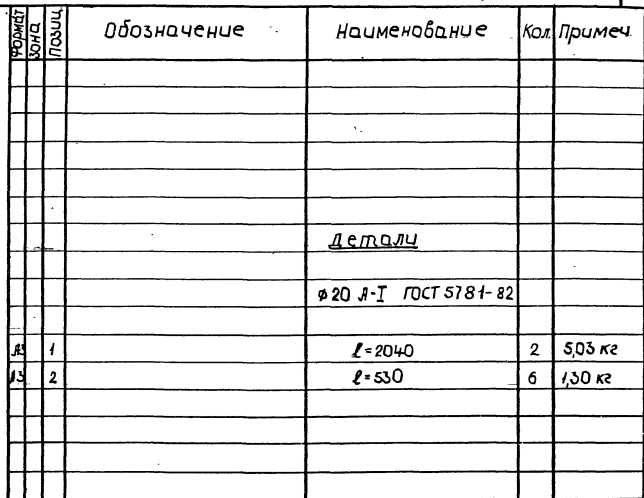 Формат Зона Позиц. Обозначение Наименование Кол. Примеч.
Детали
φ20 А-I ГОСТ 5781-82
А3 1 ℓ=2040 2 5,03 кг
А3 2 ℓ=530 6 1,30 кг